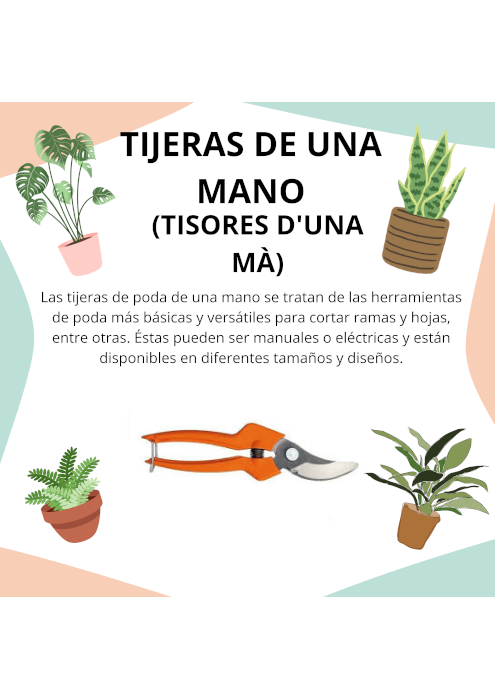 TIJERAS DE UNA
MANO
(TISORES D'UNA
MÀ)
Las tijeras de poda de una mano se tratan de las herramientas
de poda más básicas y versátiles para cortar ramas y hojas,
entre otras. Éstas pueden ser manuales o eléctricas y están
disponibles en diferentes tamaños y diseños.